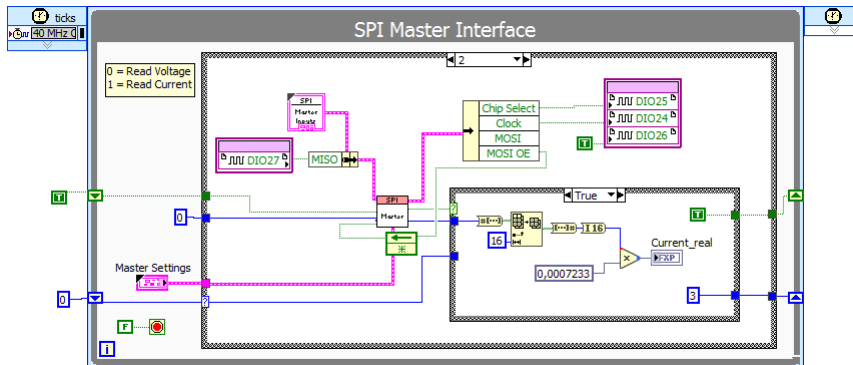 ticks
40 MHz
SPI Master Interface
0 = Read Voltage
1 = Read Current
2
SPI
Master
Inputs
Chip Select
Clock
MOSI
MOSI OE
DIO25
DIO24
DIO26
T
DIO27
MISO
T
SPI
Master
0
True
T
16
I16
Current_real
FXP
0,0007233
Master Settings
0
3
F
i